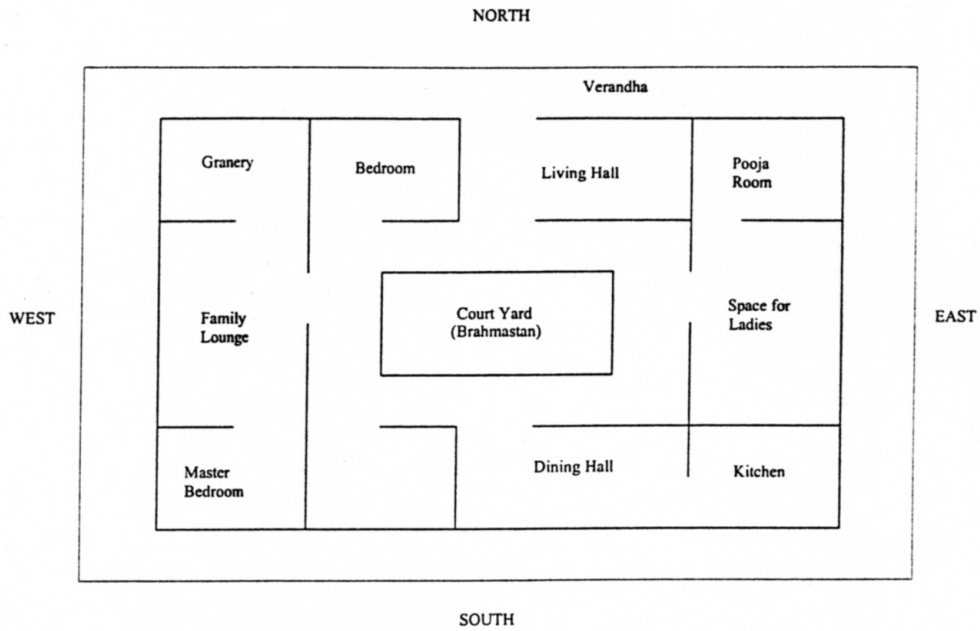 NORTH
Verandha
Granery
Bedroom
Living Hall
Pooja
Room
WEST
Family
Lounge
Court Yard
(Brahmastan)
Space for
Ladies
EAST
Master
Bedroom
Dining Hall
Kitchen
SOUTH